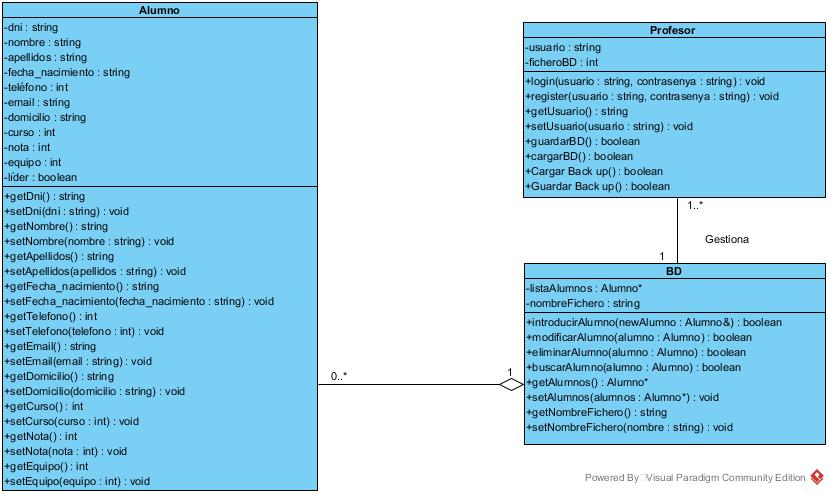 Alumno
-dni : string
-nombre : string
-apellidos : string
-fecha_nacimiento : string
-teléfono : int
-email : string
-domicilio : string
-curso : int
-nota : int
-equipo : int
-líder : boolean
+getDni() : string
+setDni(dni : string) : void
+getNombre() : string
+setNombre(nombre : string) : void
+getApellidos() : string
+setApellidos(apellidos : string) : void
+getFecha_nacimiento() : string
+setFecha_nacimiento(fecha_nacimiento : string) : void
+getTelefono() : int
+setTelefono(telefono : int) : void
+getEmail() : string
+setEmail(email : string) : void
+getDomicilio() : string
+setDomicilio(domicilio : string) : void
+getCurso() : int
+setCurso(curso : int) : void
+getNota() : int
+setNota(nota : int) : void
+getEquipo() : int
+setEquipo(equipo : int) : void
0..*
1
Profesor
-usuario : string
-ficheroBD : int
+login(usuario : string, contrasenya : string) : void
+register(usuario : string, contrasenya : string) : void
+getUsuario() : string
+setUsuario(usuario : string) : void
+guardarBD() : boolean
+cargarBD() : boolean
+Cargar Back up() : boolean
+Guardar Back up() : boolean
1..*
Gestiona
1
BD
-listaAlumnos : Alumno*
-nombreFichero : string
+introducirAlumno(newAlumno : Alumno&) : boolean
+modificarAlumno(alumno : Alumno) : boolean
+eliminarAlumno(alumno : Alumno) : boolean
+buscarAlumno(alumno : Alumno) : boolean
+getAlumnos() : Alumno*
+setAlumnos(alumnos : Alumno*) : void
+getNombreFichero() : string
+setNombreFichero(nombre : string) : void
Powered By Visual Paradigm Community Edition